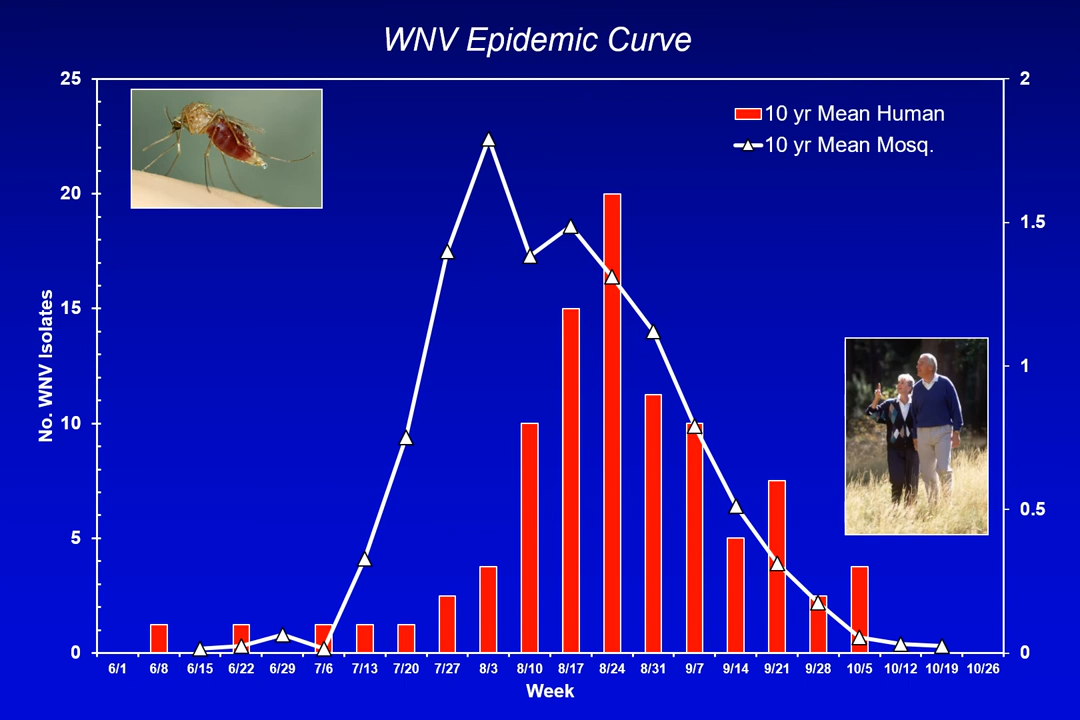 WNV Epidemic Curve
25
20
15
10
5
0
No. WNV Isolates
10 yr Mean Human
10 yr Mean Mosq.
2
1.5
1
0.5
0
6/1 6/8 6/15 6/22 6/29 7/6 7/13 7/20 7/27 8/3 8/10 8/17 8/24 8/31 9/7 9/14 9/21 9/28 10/5 10/12 10/19 10/26
Week